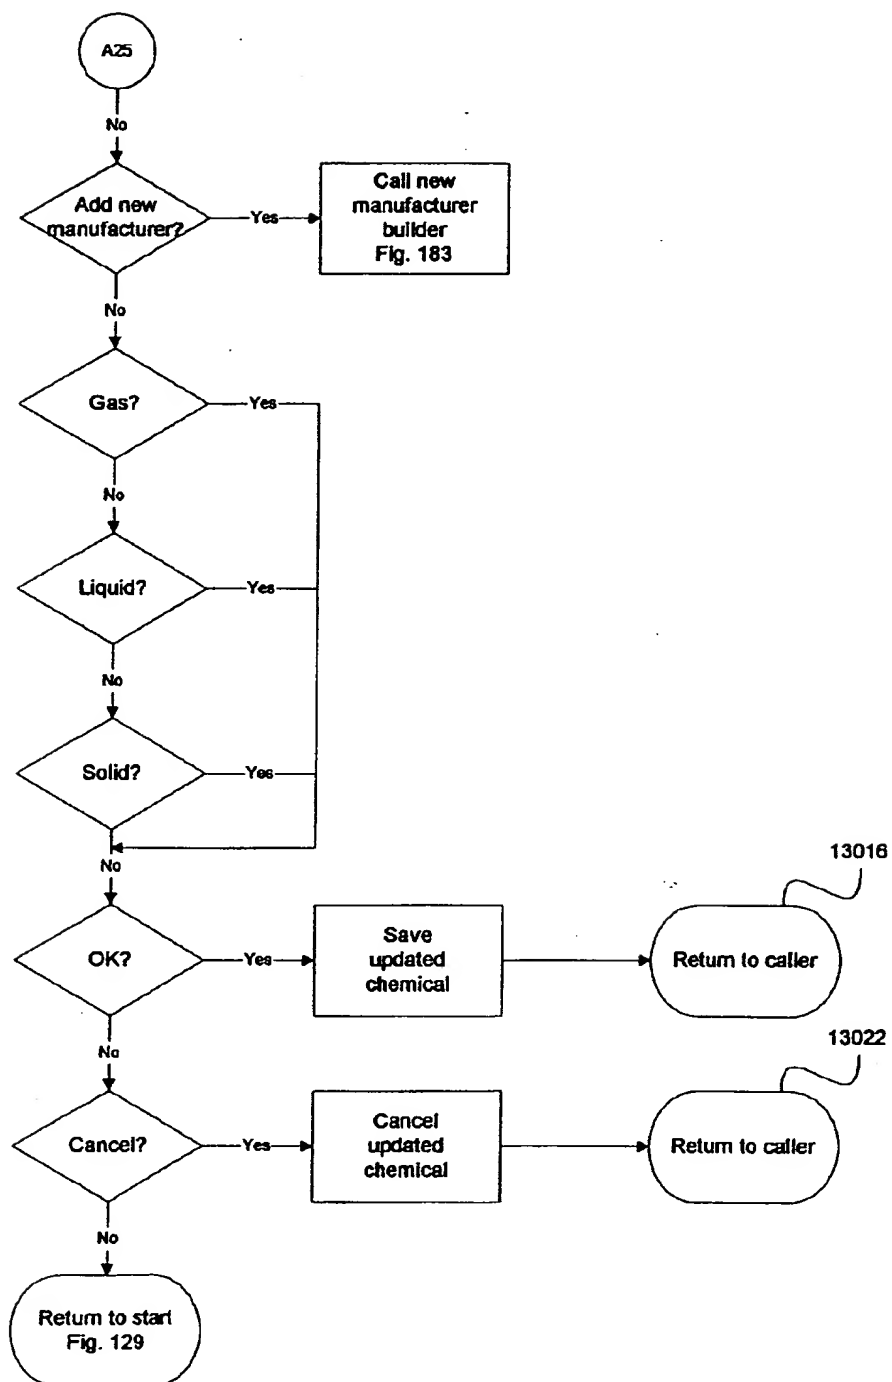 A25
No
Add new
manufacturer?
Yes
Call new
manufacturer
builder
Fig. 183
No
Gas?
Yes
No
Liquid?
Yes
No
Solid?
Yes
No
13016
OK?
Yes
Save
updated
chemical
Return to caller
No
13022
Cancel?
Yes
Cancel
updated
chemical
Return to caller
No
Return to start
Fig. 129